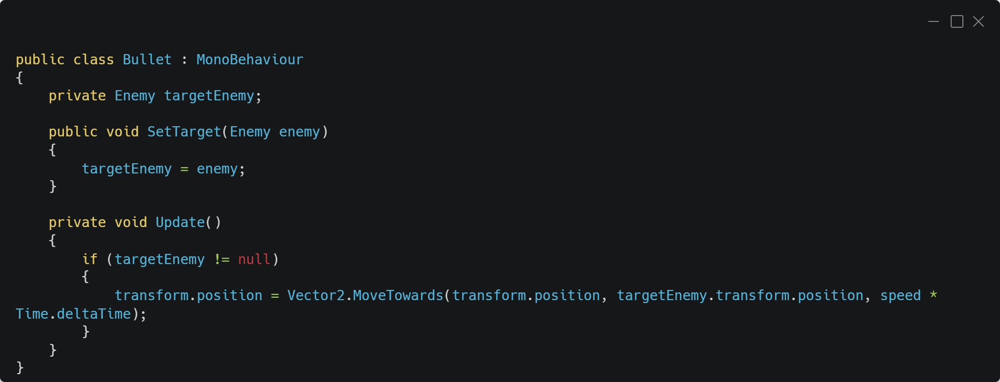 public class Bullet : MonoBehaviour
{
    private Enemy targetEnemy;

    public void SetTarget(Enemy enemy)
    {
        targetEnemy = enemy;
    }

    private void Update()
    {
        if (targetEnemy != null)
        {
            transform.position = Vector2.MoveTowards(transform.position, targetEnemy.transform.position, speed *
Time.deltaTime);
        }
    }
}